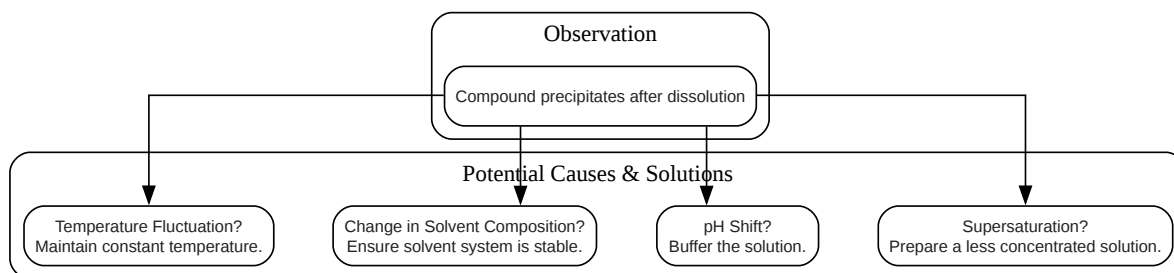 Observation
Compound precipitates after dissolution
Potential Causes & Solutions
Temperature Fluctuation?
Maintain constant temperature.
Change in Solvent Composition?
Ensure solvent system is stable.
pH Shift?
Buffer the solution.
Supersaturation?
Prepare a less concentrated solution.